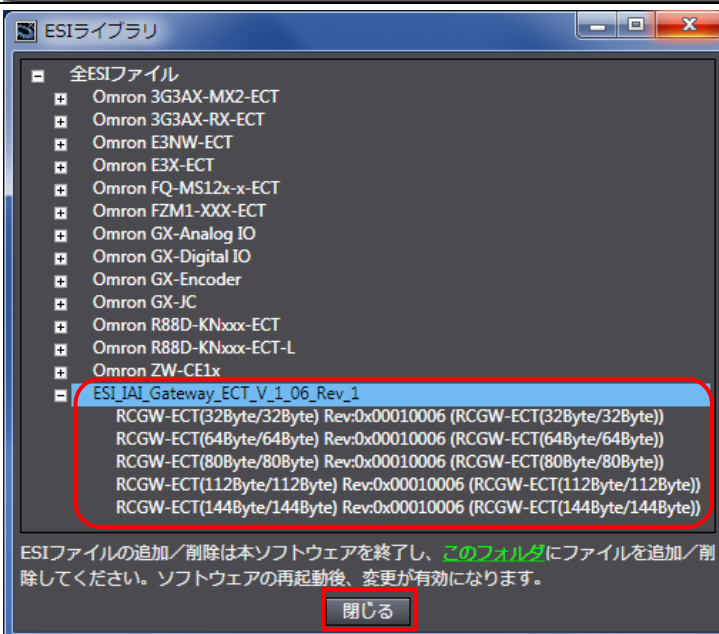 ESIライブラリ
全ESIファイル
Omron 3G3AX-MX2-ECT
Omron 3G3AX-RX-ECT
Omron E3NW-ECT
Omron E3X-ECT
Omron FQ-MS12x-x-ECT
Omron FZM1-XXX-ECT
Omron GX-Analog IO
Omron GX-Digital IO
Omron GX-Encoder
Omron GX-JC
Omron R88D-KNxxx-ECT
Omron R88D-KNxxx-ECT-L
Omron ZW-CE1x
ESI_IAI_Gateway_ECT_V_1_06_Rev_1
RCGW-ECT(32Byte/32Byte) Rev:0x00010006 (RCGW-ECT(32Byte/32Byte))
RCGW-ECT(64Byte/64Byte) Rev:0x00010006 (RCGW-ECT(64Byte/64Byte))
RCGW-ECT(80Byte/80Byte) Rev:0x00010006 (RCGW-ECT(80Byte/80Byte))
RCGW-ECT(112Byte/112Byte) Rev:0x00010006 (RCGW-ECT(112Byte/112Byte))
RCGW-ECT(144Byte/144Byte) Rev:0x00010006 (RCGW-ECT(144Byte/144Byte))
ESIファイルの追加／削除は本ソフトウェアを終了し、このフォルダにファイルを追加／削
除してください。ソフトウェアの再起動後、変更が有効になります。
閉じる